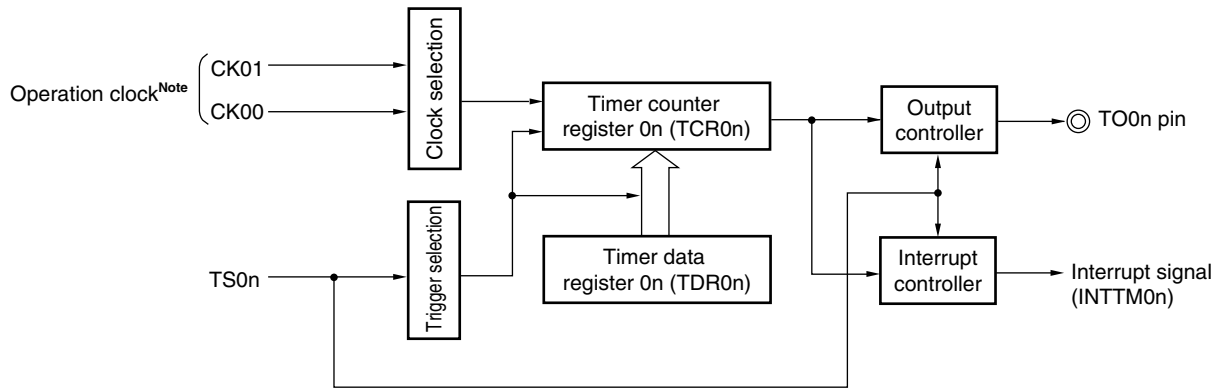 Operation clockNote
CK01
CK00
Clock selection
Timer counter
register 0n (TCR0n)
Output
controller
TO0n pin
TS0n
Trigger selection
Timer data
register 0n (TDR0n)
Interrupt
controller
Interrupt signal
(INTTM0n)